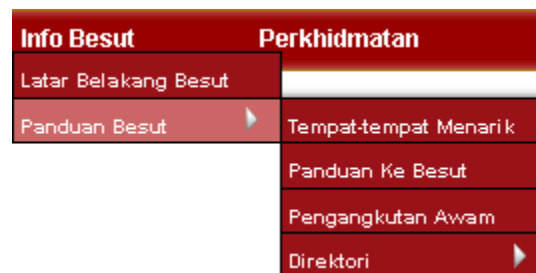 Info Besut
Perkhidmatan
Latar Belakang Besut
Panduan Besut
Tempat-tempat Menarik
Panduan Ke Besut
Pengangkutan Awam
Direktori